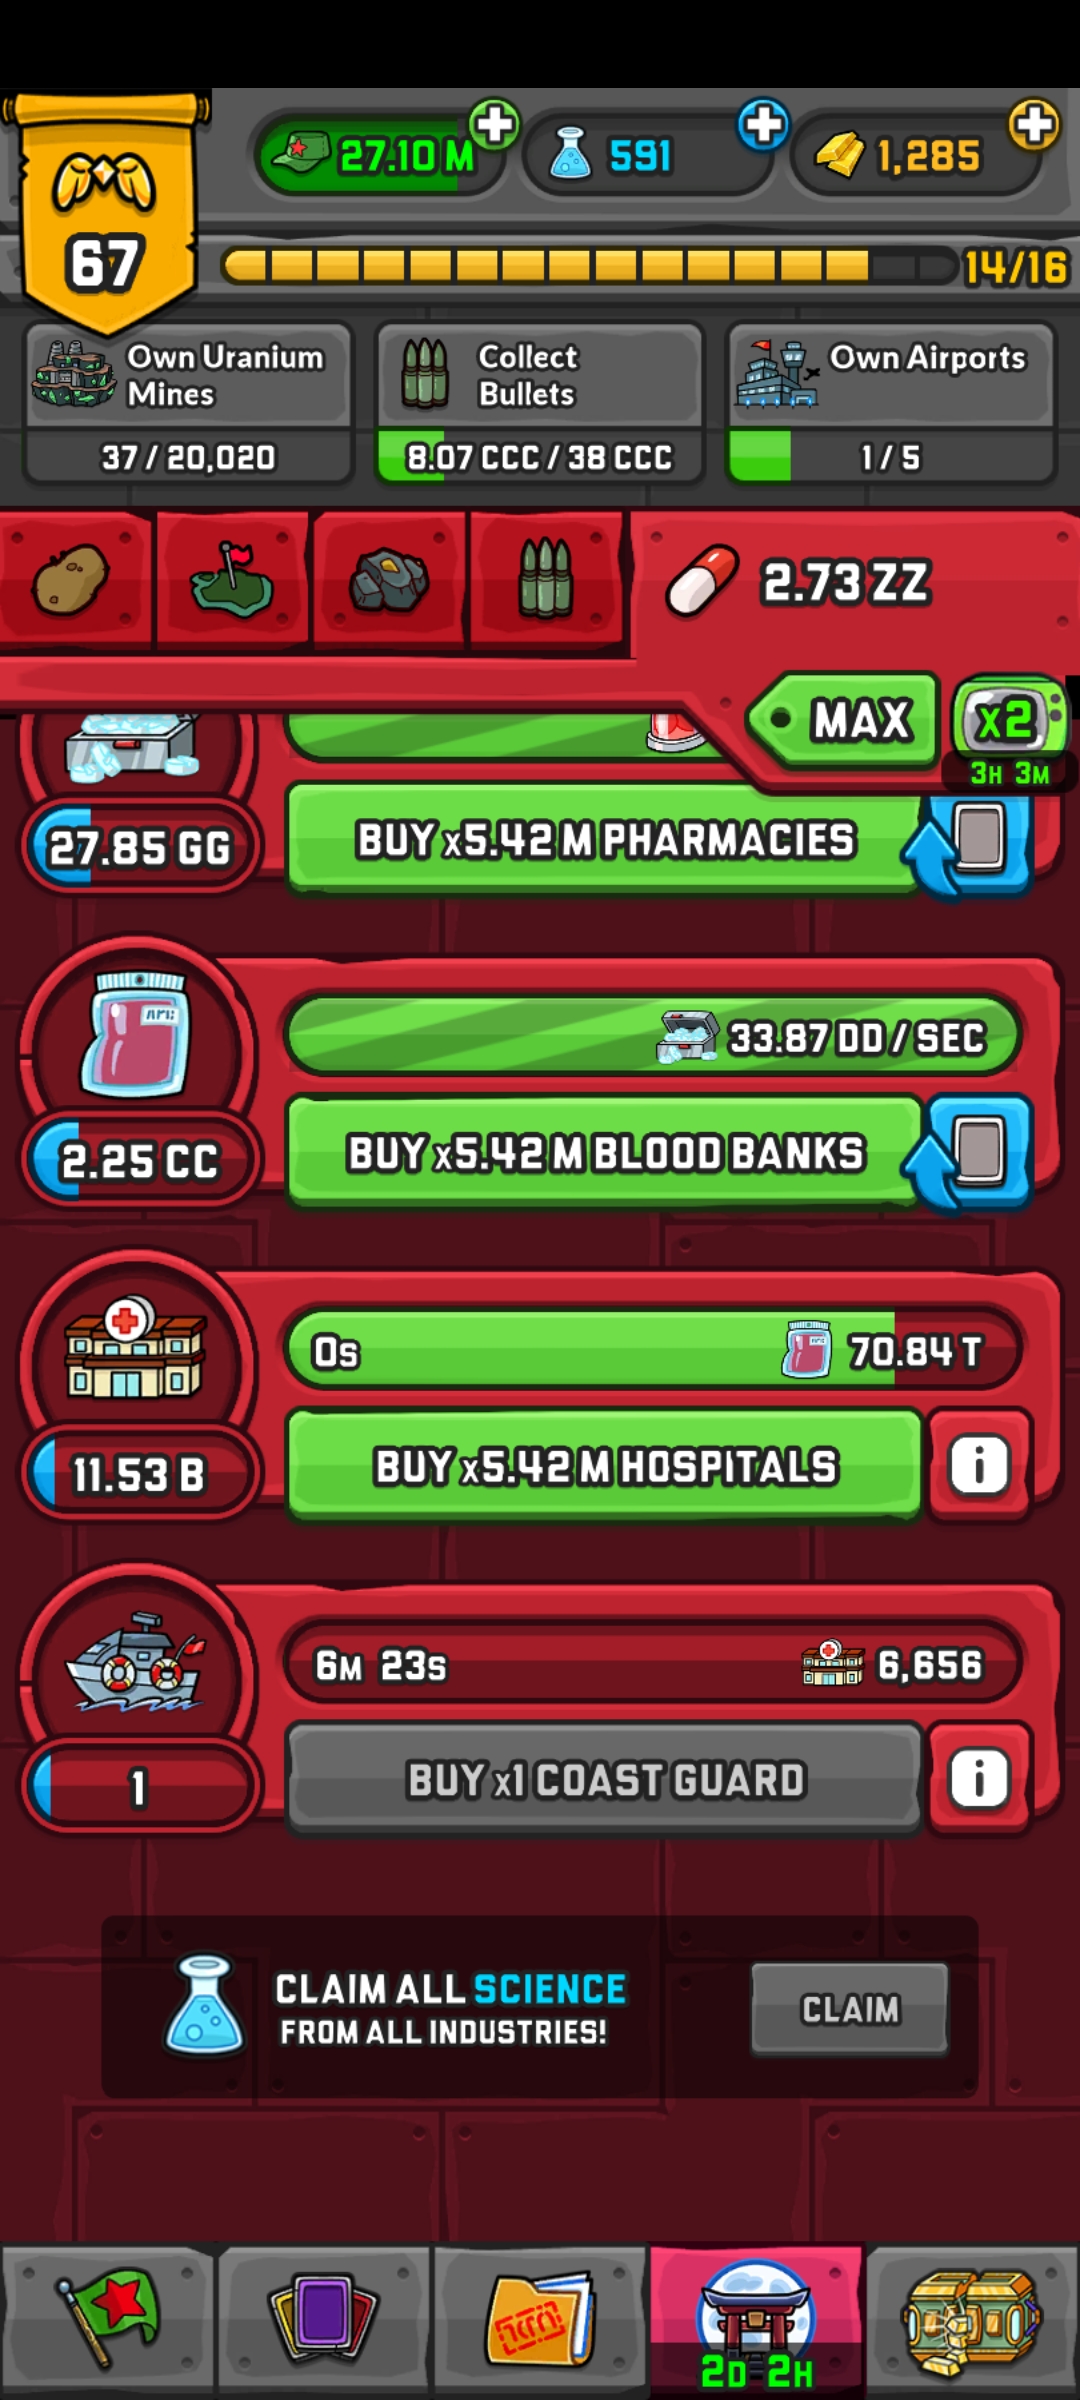 27.10 M
591
1,285
67
14/16
Own Uranium
Mines
37 / 20,020
Collect
Bullets
8.07 CCC / 38 CCC
Own Airports
1 / 5
2.73 ZZ
MAX
x2
3H 3M
27.85 GG
BUY x5.42 M PHARMACIES
33.87 DD / SEC
2.25 CC
BUY x5.42 M BLOOD BANKS
0s
70.84 T
11.53 B
BUY x5.42 M HOSPITALS
i
6M 23s
6,656
1
BUY x1 COAST GUARD
i
CLAIM ALL SCIENCE
FROM ALL INDUSTRIES!
CLAIM
2D 2H